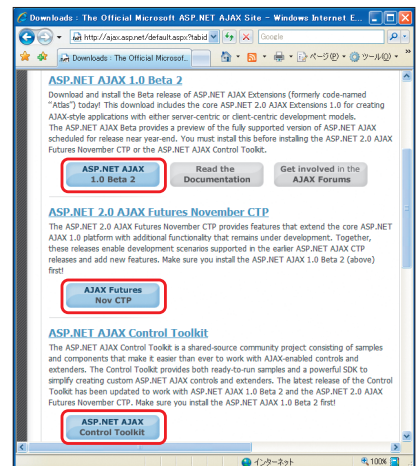 Downloads : The Official Microsoft ASP.NET AJAX Site - Windows Internet E...
http://ajax.asp.net/default.aspx?tabid
Google
Downloads : The Official Microsof...
ページ(P)
ツール(O)
ASP.NET AJAX 1.0 Beta 2
Download and install the Beta release of ASP.NET AJAX Extensions (formerly code-named
"Atlas") today! This download includes the core ASP.NET 2.0 AJAX Extensions 1.0 for creating
AJAX-style applications with either server-centric or client-centric development models.
The ASP.NET AJAX Beta provides a preview of the fully supported version of ASP.NET AJAX
scheduled for release near year-end. You must install this before installing the ASP.NET 2.0 AJAX
Futures November CTP or the ASP.NET AJAX Control Toolkit.
ASP.NET AJAX
1.0 Beta 2
Read the
Documentation
Get involved in the
AJAX Forums
ASP.NET 2.0 AJAX Futures November CTP
The ASP.NET 2.0 AJAX Futures November CTP provides features that extend the core ASP.NET
AJAX 1.0 platform with additional functionality that remains under development. Together,
these releases enable development scenarios supported in the earlier ASP.NET AJAX CTP
releases and add new features. Make sure you install the ASP.NET AJAX 1.0 Beta 2 (above)
first!
AJAX Futures
Nov CTP
ASP.NET AJAX Control Toolkit
The ASP.NET AJAX Control Toolkit is a shared-source community project consisting of samples
and components that make it easier than ever to work with AJAX-enabled controls and
extenders. The Control Toolkit provides both ready-to-run samples and a powerful SDK to
simplify creating custom ASP.NET AJAX controls and extenders. The latest release of the Control
Toolkit has been updated to work with ASP.NET AJAX 1.0 Beta 2 and the ASP.NET 2.0 AJAX
Futures November CTP. Make sure you install the ASP.NET AJAX 1.0 Beta 2 first!
ASP.NET AJAX
Control Toolkit
インターネット
100%